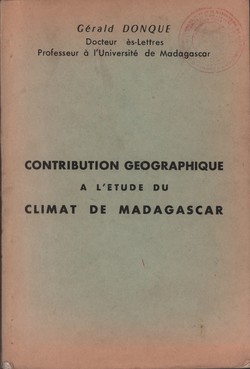 Gérald DONQUE
Docteur ès-Lettres
Professeur à l'Université de Madagascar
CONTRIBUTION GEOGRAPHIQUE
A L'ETUDE DU
CLIMAT DE MADAGASCAR